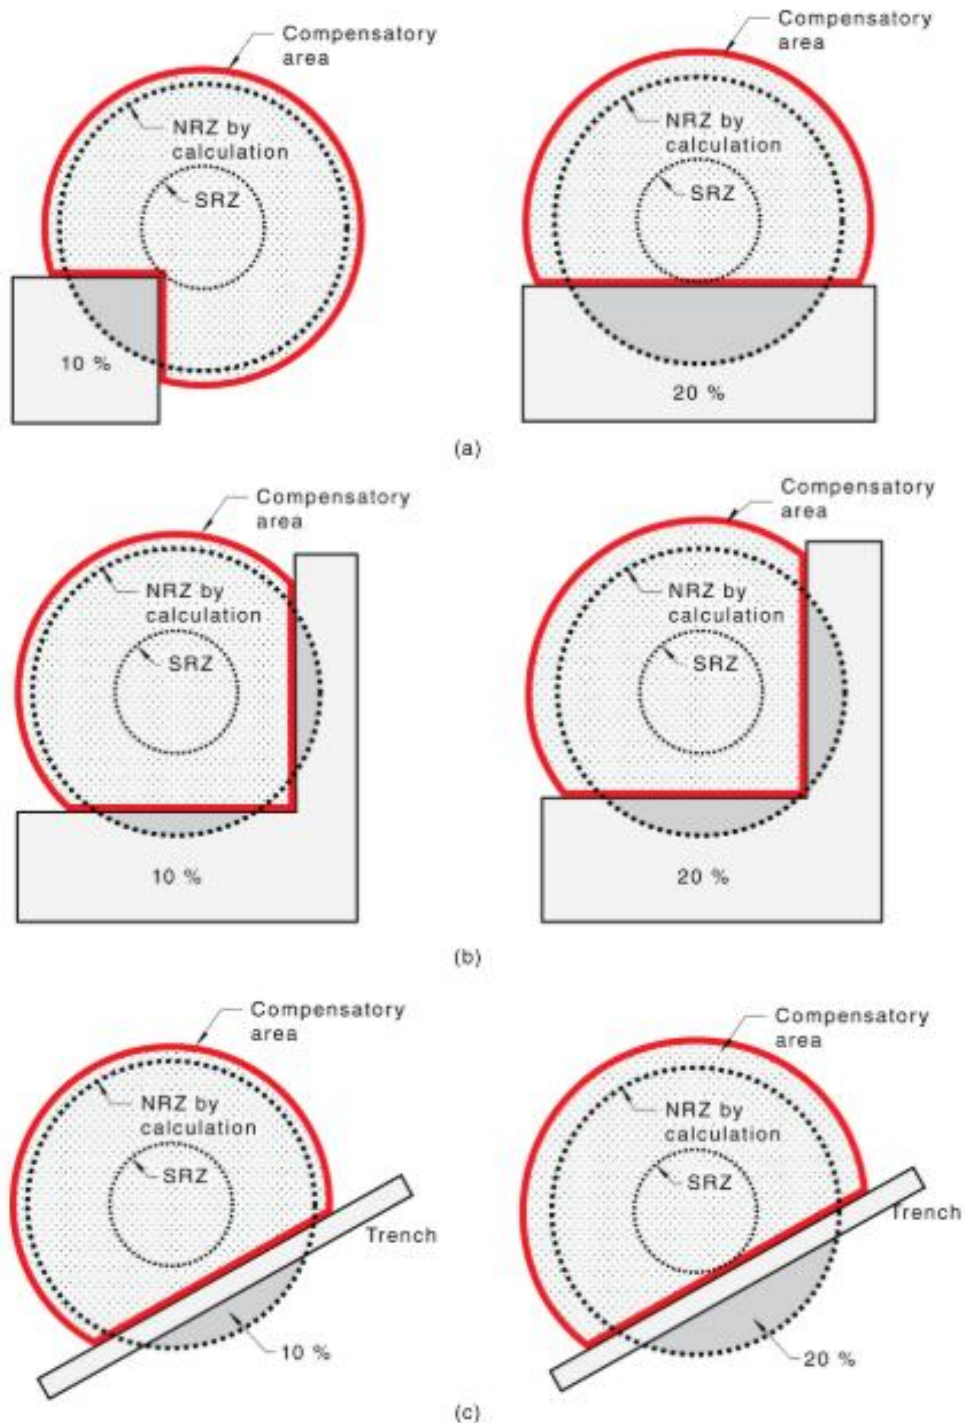 Compensatory
area
NRZ by
calculation
SRZ
10 %
Compensatory
area
NRZ by
calculation
SRZ
20 %
(a)
Compensatory
area
NRZ by
calculation
SRZ
10 %
Compensatory
area
NRZ by
calculation
SRZ
20 %
(b)
Compensatory
area
NRZ by
calculation
SRZ
Trench
10 %
Compensatory
area
NRZ by
calculation
SRZ
Trench
20 %
(c)